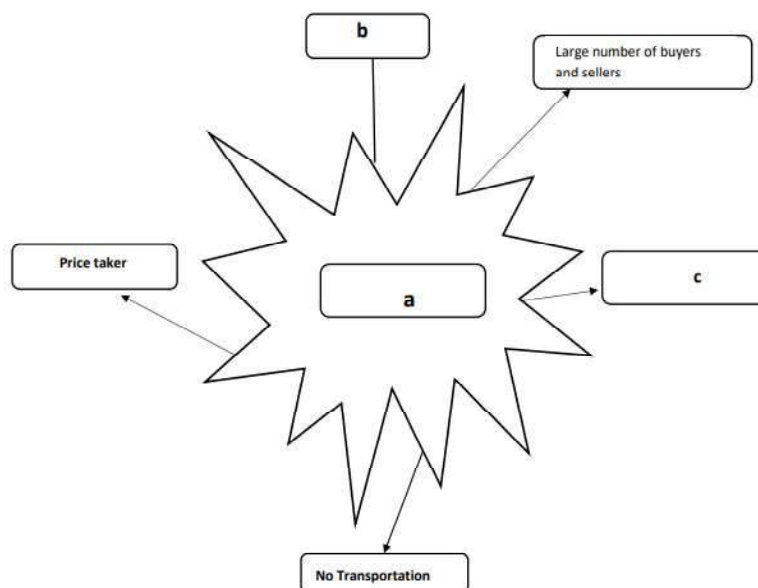 b
Large number of buyers
and sellers
Price taker
c
a
No Transportation